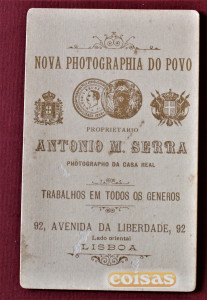 NOVA PHOTOGRAPHIA DO POVO
PROPRIETARIO
ANTONIO M. SERRA
PHOTOGRAPHO DA CASA REAL
TRABALHOS EM TODOS OS GENEROS
92, AVENIDA DA LIBERDADE, 92
Lado oriental
LISBOA
coisas